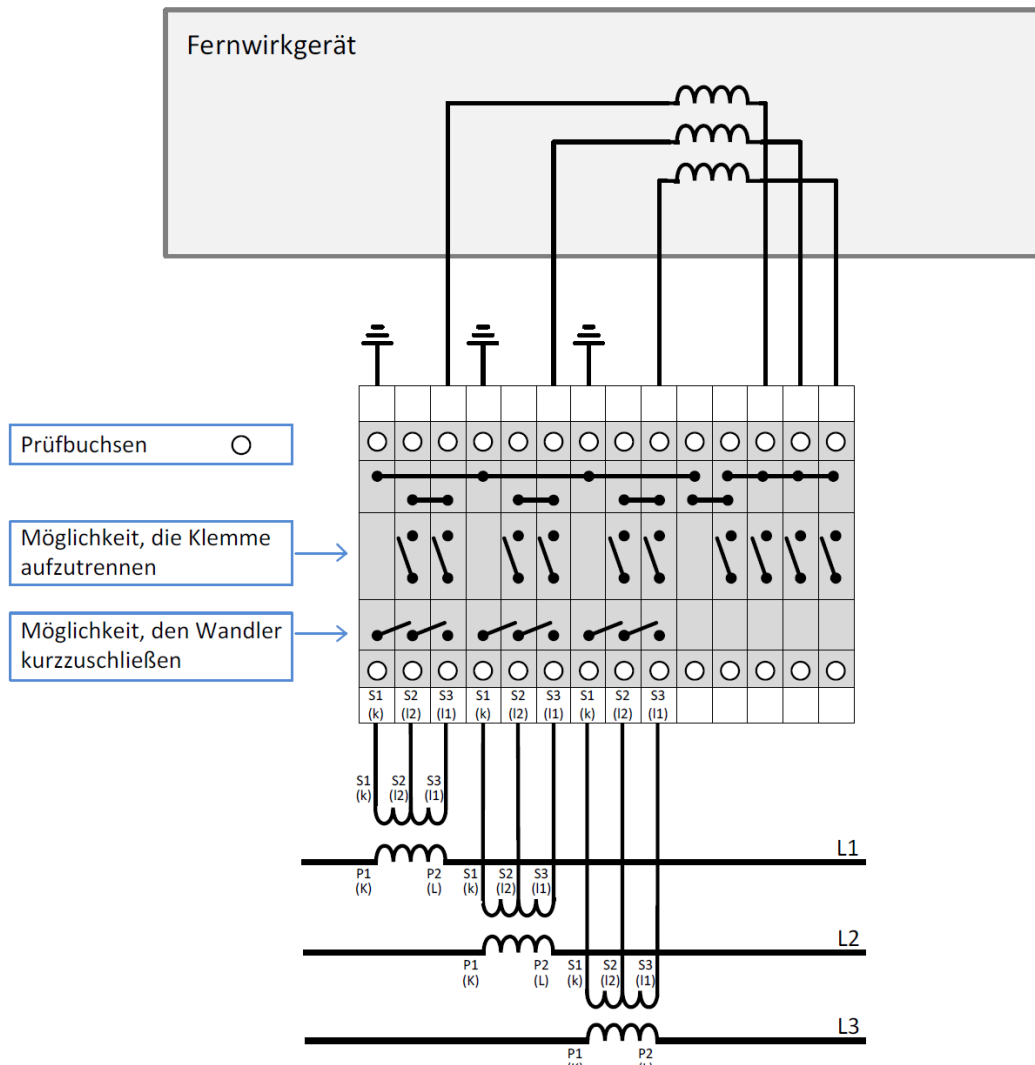 Fernwirkgerät
Prüfbuchsen
Möglichkeit, die Klemme
aufzutrennen
Möglichkeit, den Wandler
kurzzuschließen
S1 S2 S3 S1 S2 S3 S1 S2 S3
(k) (l2) (l1) (k) (l2) (l1) (k) (l2) (l1)
S1 S2 S3
(k) (l2) (l1)
L1
P1 P2 S1 S2 S3
(K) (L) (k) (l2) (l1)
L2
P1 P2 S1 S2 S3
(K) (L) (k) (l2) (l1)
L3
P1 P2